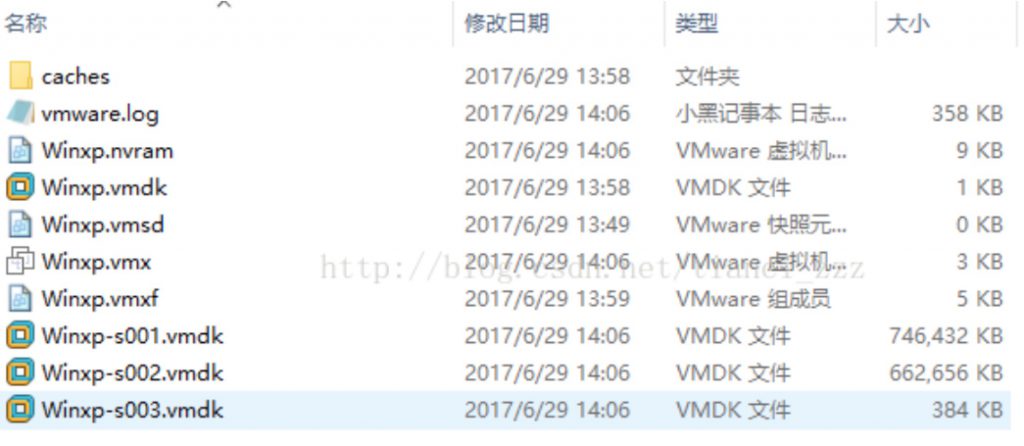 名称 修改日期 类型 大小
caches 2017/6/29 13:58 文件夹
vmware.log 2017/6/29 14:06 小黑记事本 日志... 358 KB
Winxp.nvram 2017/6/29 14:06 VMware 虚拟机... 9 KB
Winxp.vmdk 2017/6/29 13:58 VMDK 文件 1 KB
Winxp.vmsd 2017/6/29 13:49 VMware 快照元... 0 KB
Winxp.vmx 2017/6/29 14:06 VMware 虚拟机... 3 KB
http://blog.csdn.net/
Winxp.vmxf 2017/6/29 13:59 VMware 组成员 5 KB
Winxp-s001.vmdk 2017/6/29 14:06 VMDK 文件 746,432 KB
Winxp-s002.vmdk 2017/6/29 14:06 VMDK 文件 662,656 KB
Winxp-s003.vmdk 2017/6/29 14:06 VMDK 文件 384 KB